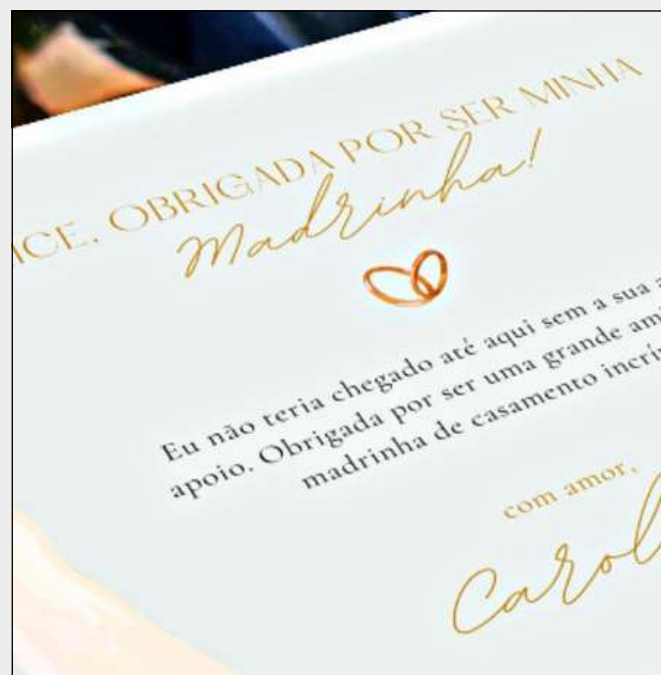 OBRIGADA POR SER MINHA
Madrinha!
Eu não teria chegado até aqui sem a sua
apoio. Obrigada por ser uma grande
madrinha de casamento
com amor,